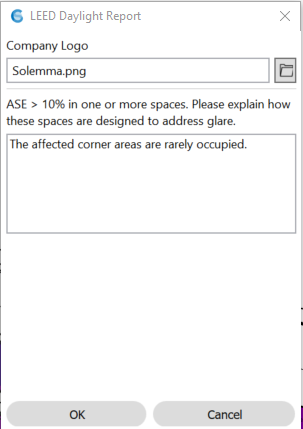 LEED Daylight Report
Company Logo
Solemma.png
ASE > 10% in one or more spaces. Please explain how
these spaces are designed to address glare.
The affected corner areas are rarely occupied.
OK
Cancel